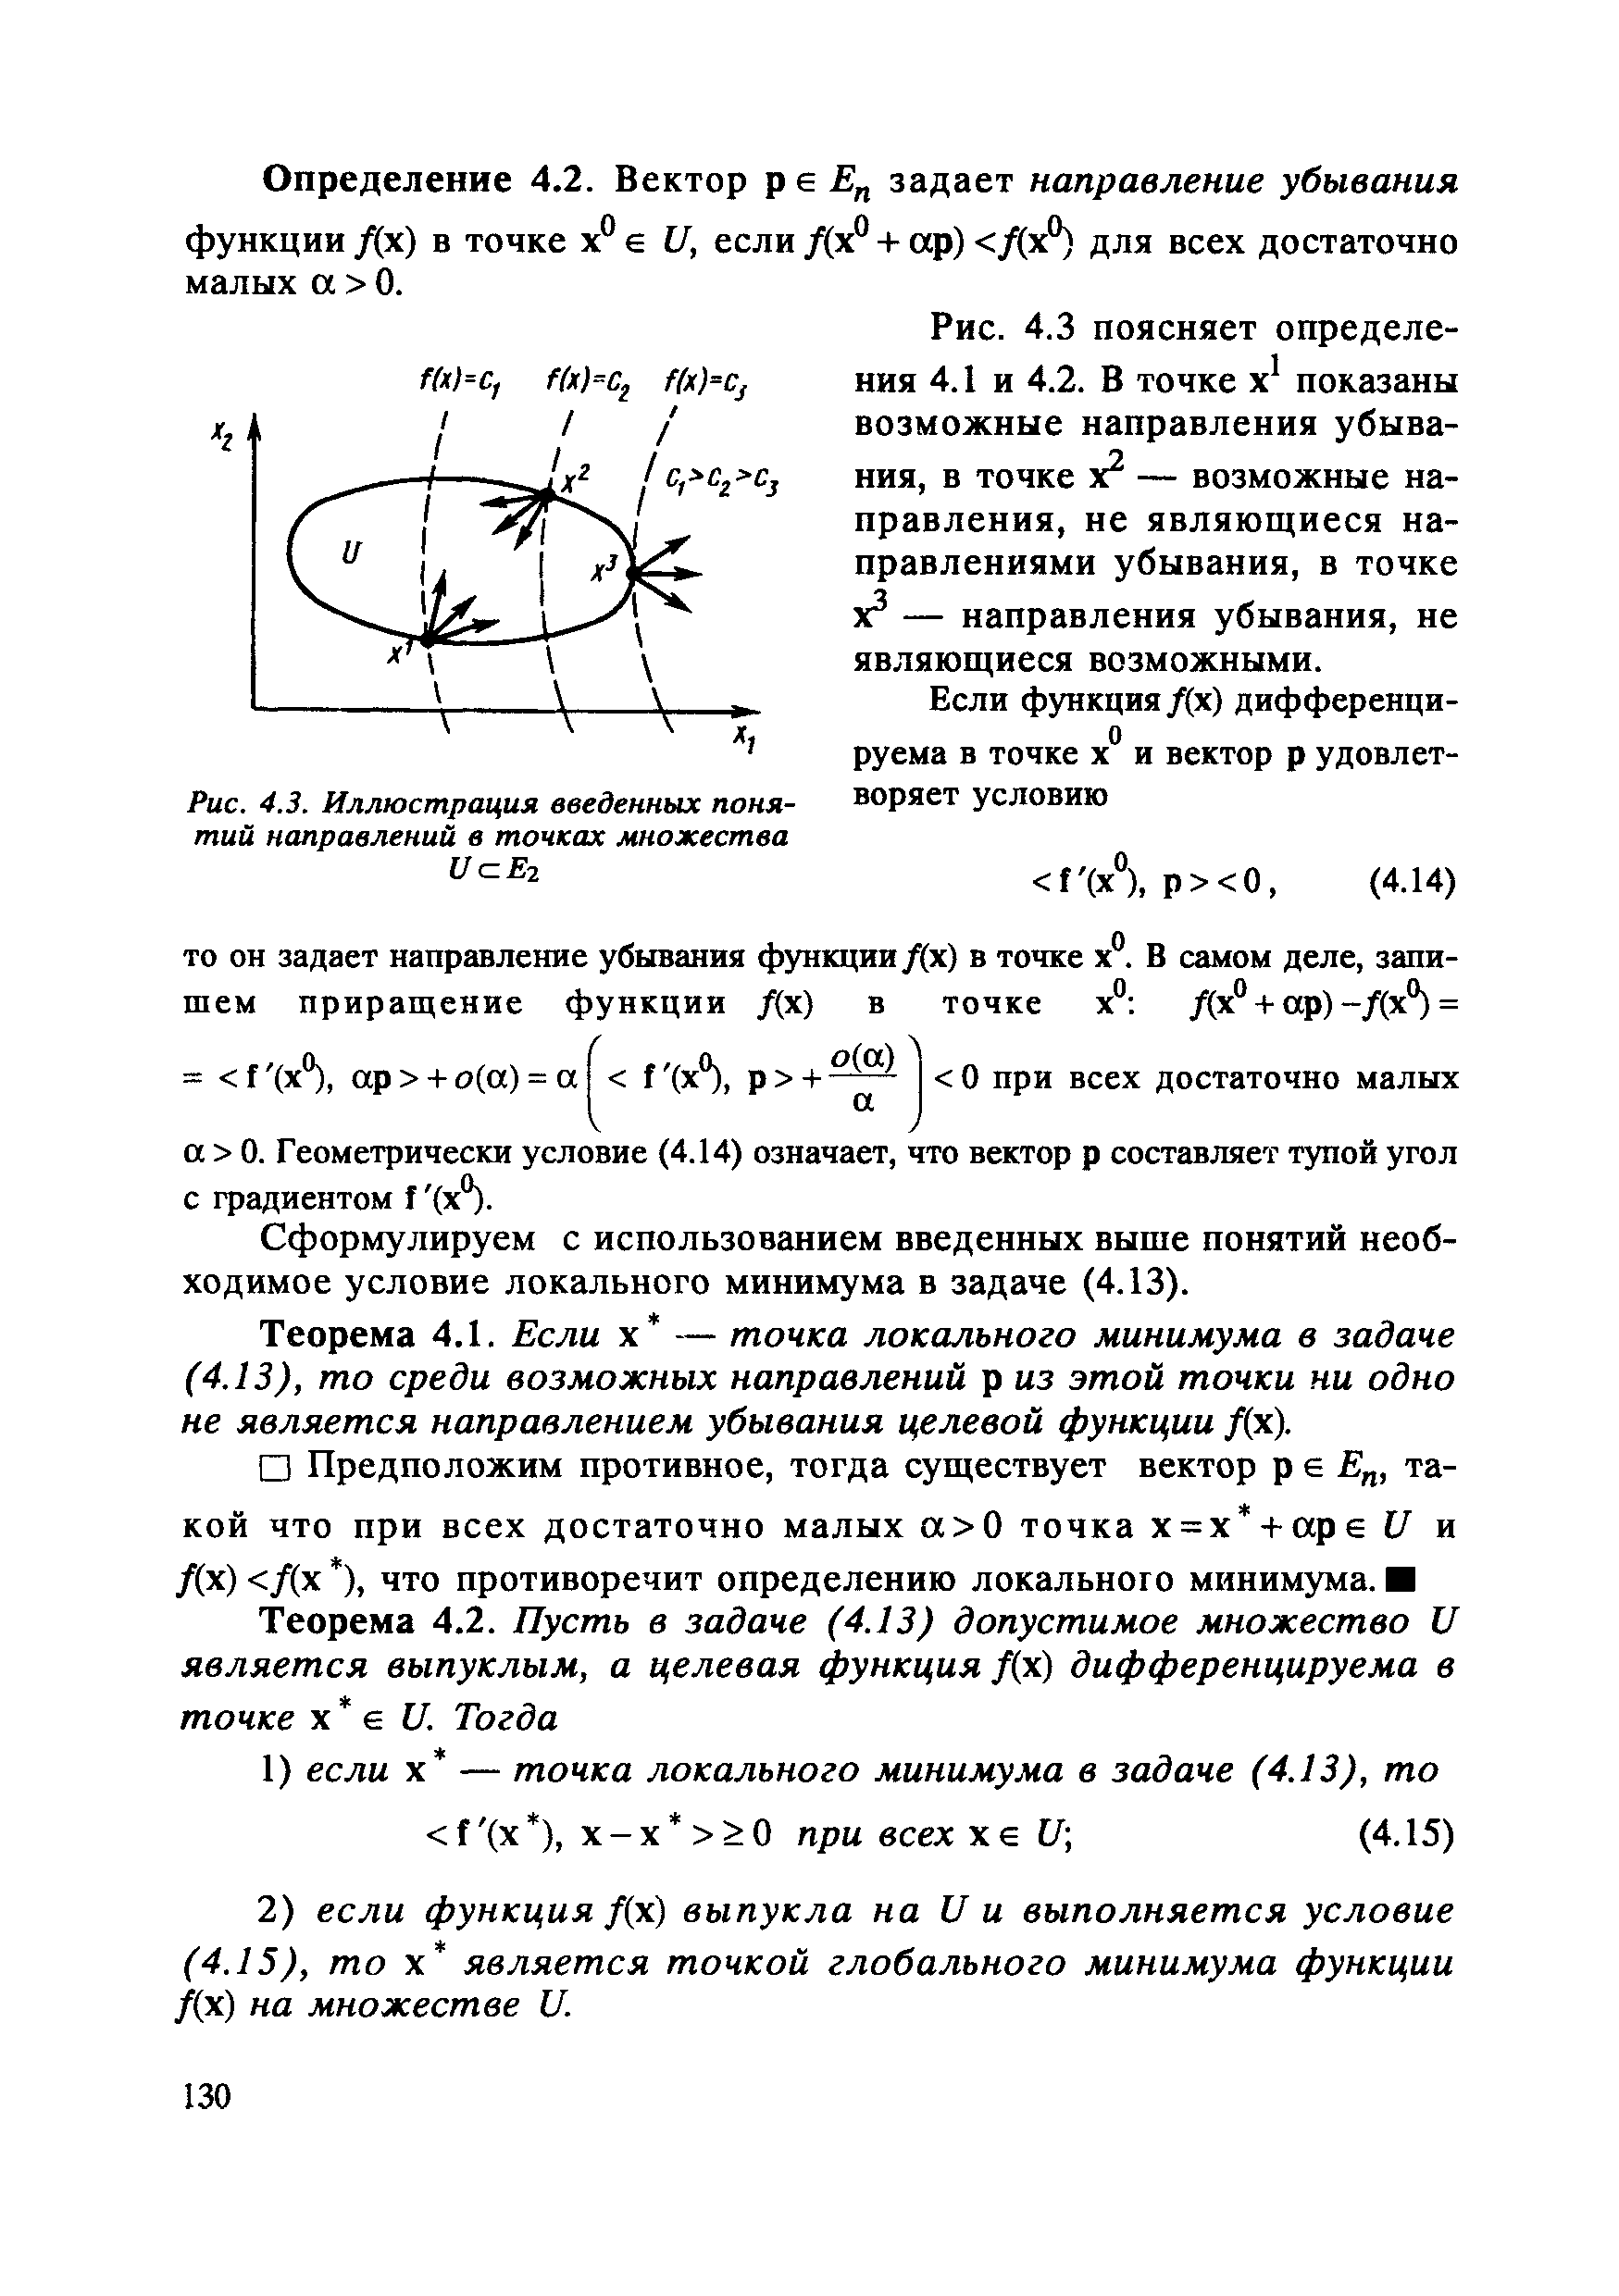 Определение 4.2. Вектор p ∈ Eₙ задает направление убывания
функции f(x) в точке x⁰ ∈ U, если f(x⁰ + αp) < f(x⁰) для всех достаточно
малых α > 0.
f(x)=C₁ f(x)=C₂ f(x)=C₃
x₂
C₁>C₂>C₃
x²
U
x³
x¹
x₁
Рис. 4.3. Иллюстрация введенных поня-
тий направлений в точках множества
U ⊂ E₂
Рис. 4.3 поясняет определе-
ния 4.1 и 4.2. В точке x¹ показаны
возможные направления убыва-
ния, в точке x² — возможные на-
правления, не являющиеся на-
правлениями убывания, в точке
x³ — направления убывания, не
являющиеся возможными.
Если функция f(x) дифференци-
руема в точке x⁰ и вектор p удовлет-
воряет условию
<f′(x⁰), p> < 0, (4.14)
то он задает направление убывания функции f(x) в точке x⁰. В самом деле, запи-
шем приращение функции f(x) в точке x⁰: f(x⁰ + αp) - f(x⁰) =
= <f′(x⁰), αp> + o(α) = α( <f′(x⁰), p> + o(α)/α ) < 0 при всех достаточно малых
α > 0. Геометрически условие (4.14) означает, что вектор p составляет тупой угол
с градиентом f′(x⁰).
Сформулируем с использованием введенных выше понятий необ-
ходимое условие локального минимума в задаче (4.13).
Теорема 4.1. Если x* — точка локального минимума в задаче
(4.13), то среди возможных направлений p из этой точки ни одно
не является направлением убывания целевой функции f(x).
□ Предположим противное, тогда существует вектор p ∈ Eₙ, та-
кой что при всех достаточно малых α>0 точка x = x* + αp ∈ U и
f(x) < f(x*), что противоречит определению локального минимума. ■
Теорема 4.2. Пусть в задаче (4.13) допустимое множество U
является выпуклым, а целевая функция f(x) дифференцируема в
точке x* ∈ U. Тогда
1) если x* — точка локального минимума в задаче (4.13), то
<f′(x*), x - x*> ≥ 0 при всех x ∈ U; (4.15)
2) если функция f(x) выпукла на U и выполняется условие
(4.15), то x* является точкой глобального минимума функции
f(x) на множестве U.
130